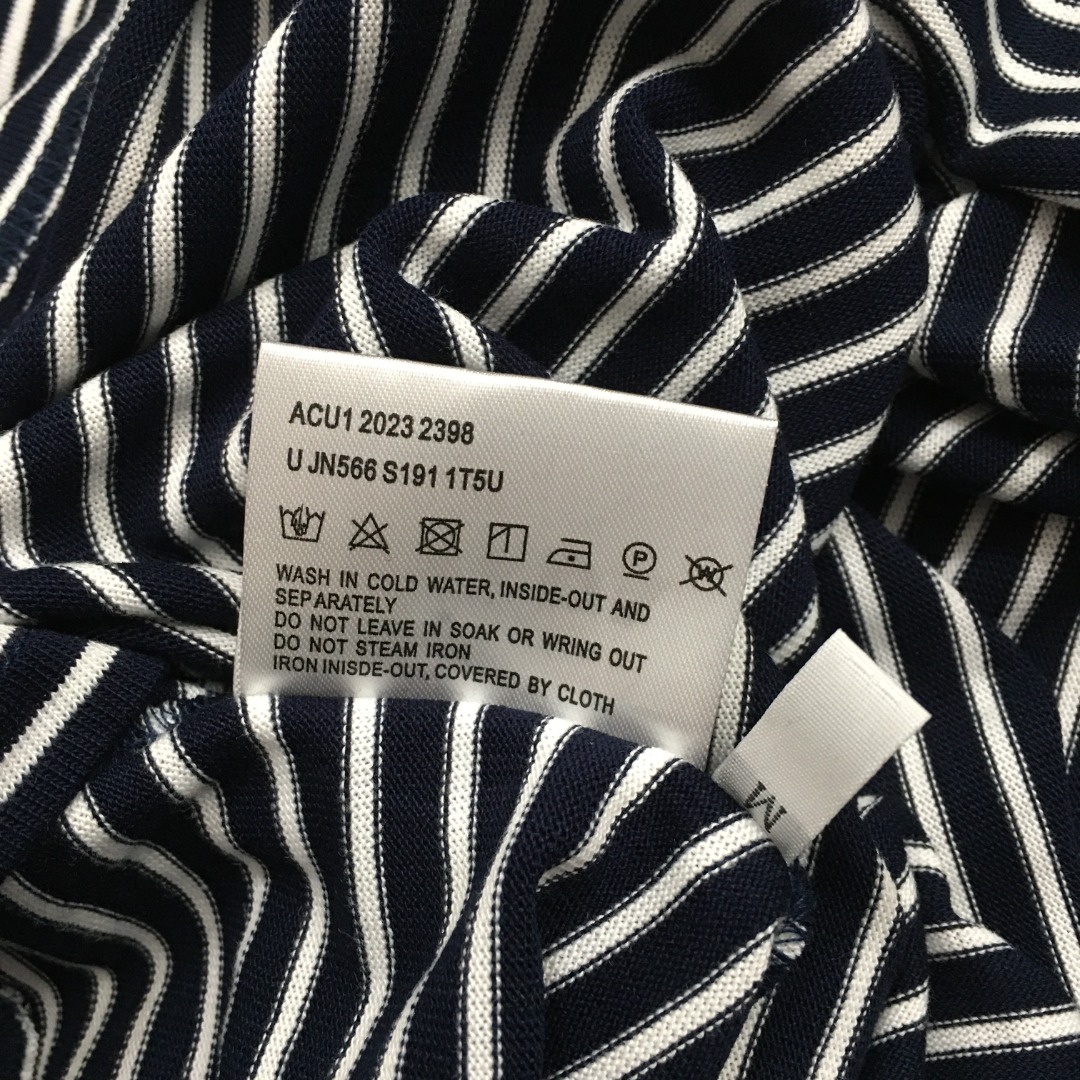 ACU1 2023 2398
U JN566 S191 1T5U
P W
WASH IN COLD WATER, INSIDE-OUT AND
SEPARATELY
DO NOT LEAVE IN SOAK OR WRING OUT
DO NOT STEAM IRON
IRON INISDE-OUT, COVERED BY CLOTH
M